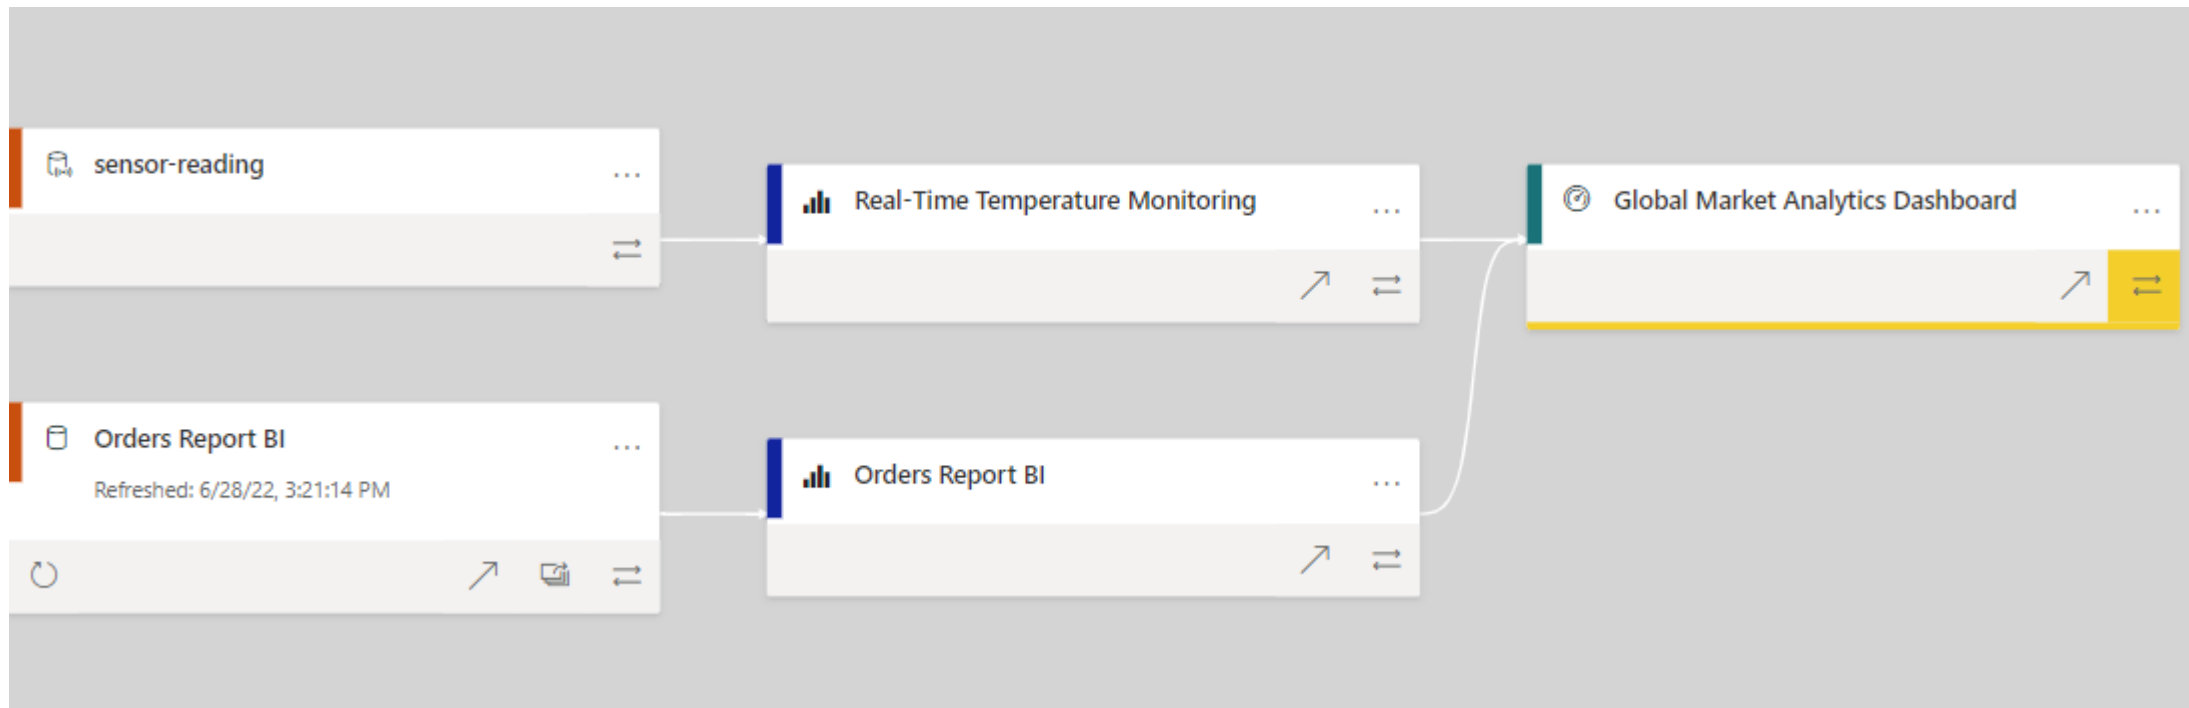 sensor-reading
...
Real-Time Temperature Monitoring
...
Global Market Analytics Dashboard
...
Orders Report BI
...
Refreshed: 6/28/22, 3:21:14 PM
Orders Report BI
...